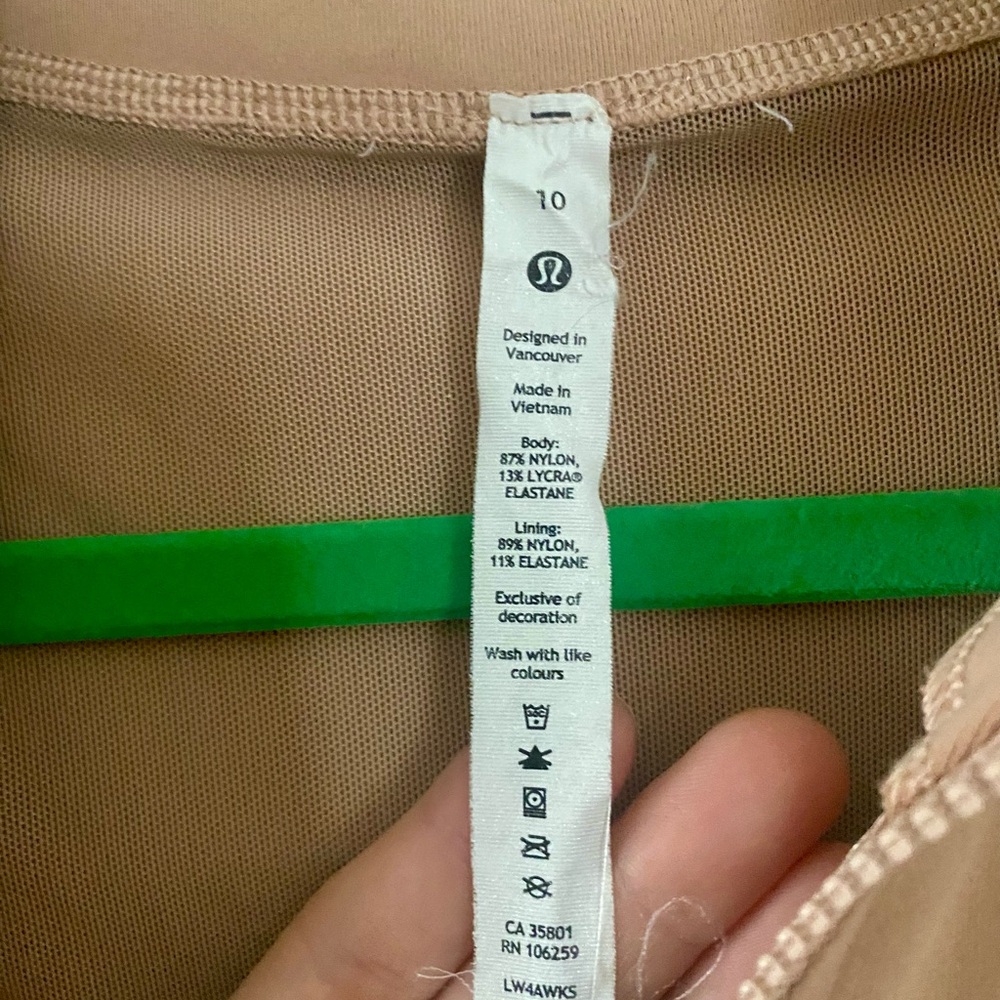 10
Designed in
Vancouver
Made in
Vietnam
Body:
87% NYLON,
13% LYCRA®
ELASTANE
Lining:
89% NYLON,
11% ELASTANE
Exclusive of
decoration
Wash with like
colours
CA 35801
RN 106259
LW4AWKS